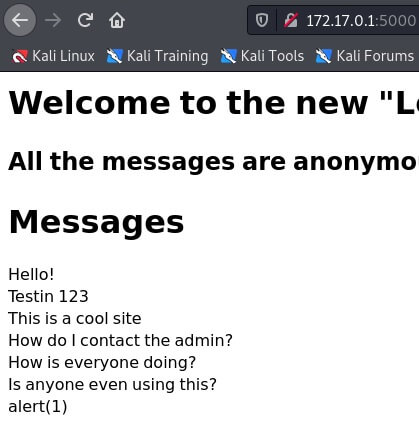 172.17.0.1:5000
Kali Linux Kali Training Kali Tools Kali Forums
Welcome to the new "L
All the messages are anonymo
Messages
Hello!
Testin 123
This is a cool site
How do I contact the admin?
How is everyone doing?
Is anyone even using this?
alert(1)